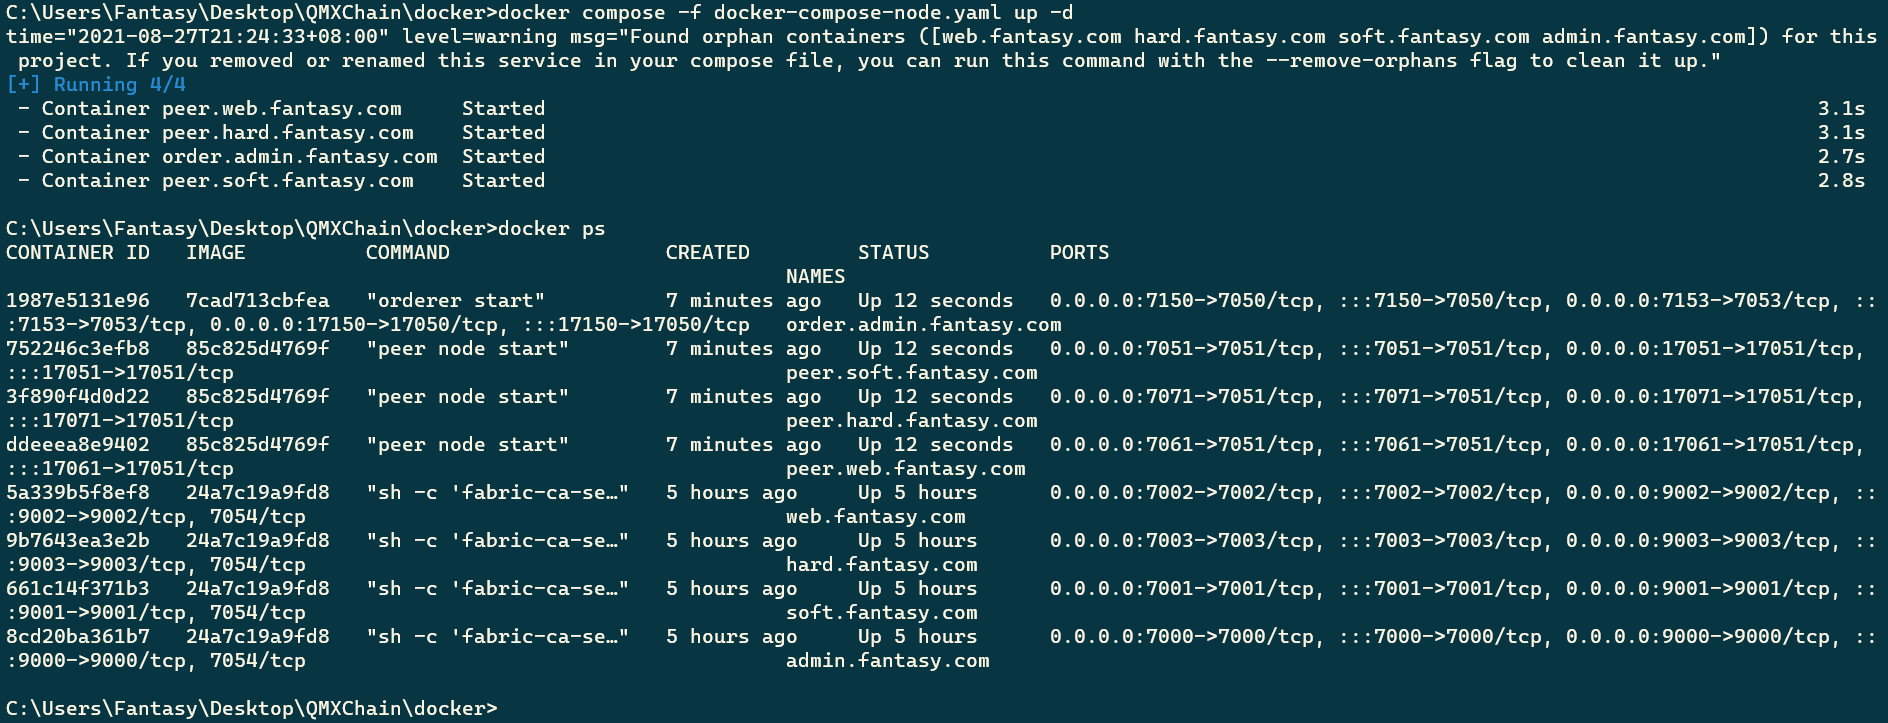 C:\Users\Fantasy\Desktop\QMXChain\docker>docker compose -f docker-compose-node.yaml up -d
time="2021-08-27T21:24:33+08:00" level=warning msg="Found orphan containers ([web.fantasy.com hard.fantasy.com soft.fantasy.com admin.fantasy.com]) for this
 project. If you removed or renamed this service in your compose file, you can run this command with the --remove-orphans flag to clean it up."
[+] Running 4/4
 - Container peer.web.fantasy.com     Started     3.1s
 - Container peer.hard.fantasy.com    Started     3.1s
 - Container order.admin.fantasy.com  Started     2.7s
 - Container peer.soft.fantasy.com    Started     2.8s
C:\Users\Fantasy\Desktop\QMXChain\docker>docker ps
CONTAINER ID   IMAGE          COMMAND                  CREATED         STATUS          PORTS
                                                                 NAMES
1987e5131e96   7cad713cbfea   "orderer start"          7 minutes ago   Up 12 seconds   0.0.0.0:7150->7050/tcp, :::7150->7050/tcp, 0.0.0.0:7153->7053/tcp, ::
:7153->7053/tcp, 0.0.0.0:17150->17050/tcp, :::17150->17050/tcp   order.admin.fantasy.com
752246c3efb8   85c825d4769f   "peer node start"        7 minutes ago   Up 12 seconds   0.0.0.0:7051->7051/tcp, :::7051->7051/tcp, 0.0.0.0:17051->17051/tcp,
:::17051->17051/tcp                                              peer.soft.fantasy.com
3f890f4d0d22   85c825d4769f   "peer node start"        7 minutes ago   Up 12 seconds   0.0.0.0:7071->7051/tcp, :::7071->7051/tcp, 0.0.0.0:17071->17051/tcp,
:::17071->17051/tcp                                              peer.hard.fantasy.com
ddeeea8e9402   85c825d4769f   "peer node start"        7 minutes ago   Up 12 seconds   0.0.0.0:7061->7051/tcp, :::7061->7051/tcp, 0.0.0.0:17061->17051/tcp,
:::17061->17051/tcp                                              peer.web.fantasy.com
5a339b5f8ef8   24a7c19a9fd8   "sh -c 'fabric-ca-se…"   5 hours ago     Up 5 hours      0.0.0.0:7002->7002/tcp, :::7002->7002/tcp, 0.0.0.0:9002->9002/tcp, ::
:9002->9002/tcp, 7054/tcp                                        web.fantasy.com
9b7643ea3e2b   24a7c19a9fd8   "sh -c 'fabric-ca-se…"   5 hours ago     Up 5 hours      0.0.0.0:7003->7003/tcp, :::7003->7003/tcp, 0.0.0.0:9003->9003/tcp, ::
:9003->9003/tcp, 7054/tcp                                        hard.fantasy.com
661c14f371b3   24a7c19a9fd8   "sh -c 'fabric-ca-se…"   5 hours ago     Up 5 hours      0.0.0.0:7001->7001/tcp, :::7001->7001/tcp, 0.0.0.0:9001->9001/tcp, ::
:9001->9001/tcp, 7054/tcp                                        soft.fantasy.com
8cd20ba361b7   24a7c19a9fd8   "sh -c 'fabric-ca-se…"   5 hours ago     Up 5 hours      0.0.0.0:7000->7000/tcp, :::7000->7000/tcp, 0.0.0.0:9000->9000/tcp, ::
:9000->9000/tcp, 7054/tcp                                        admin.fantasy.com
C:\Users\Fantasy\Desktop\QMXChain\docker>